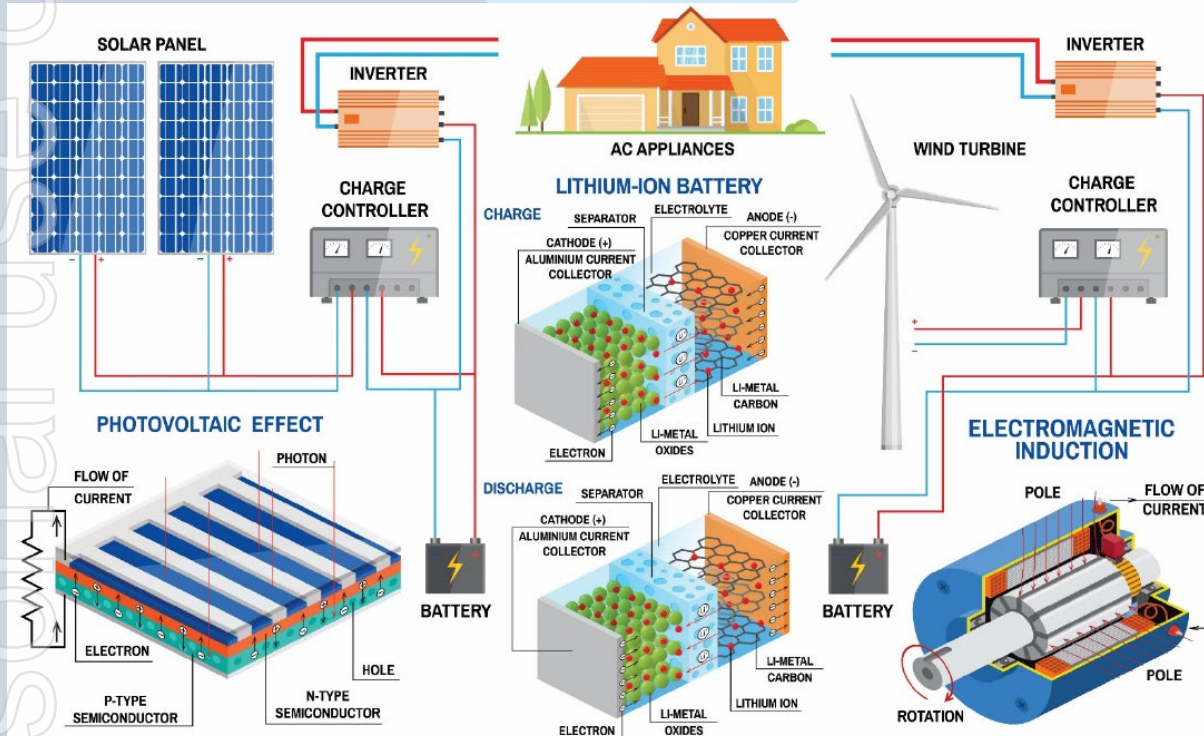 SOLAR PANEL
INVERTER
CHARGE
CONTROLLER
AC APPLIANCES
INVERTER
WIND TURBINE
CHARGE
CONTROLLER
LITHIUM-ION BATTERY
CHARGE
SEPARATOR
ELECTROLYTE
ANODE (-)
COPPER CURRENT
COLLECTOR
CATHODE (+)
ALUMINIUM CURRENT
COLLECTOR
LI-METAL
CARBON
LITHIUM ION
LI-METAL
OXIDES
ELECTRON
DISCHARGE
SEPARATOR
ELECTROLYTE
ANODE (-)
COPPER CURRENT
COLLECTOR
CATHODE (+)
ALUMINIUM CURRENT
COLLECTOR
LI-METAL
CARBON
LITHIUM ION
LI-METAL
OXIDES
ELECTRON
PHOTOVOLTAIC EFFECT
FLOW OF
CURRENT
PHOTON
ELECTRON
HOLE
P-TYPE
SEMICONDUCTOR
N-TYPE
SEMICONDUCTOR
BATTERY
BATTERY
ELECTROMAGNETIC
INDUCTION
POLE
FLOW OF
CURRENT
POLE
ROTATION